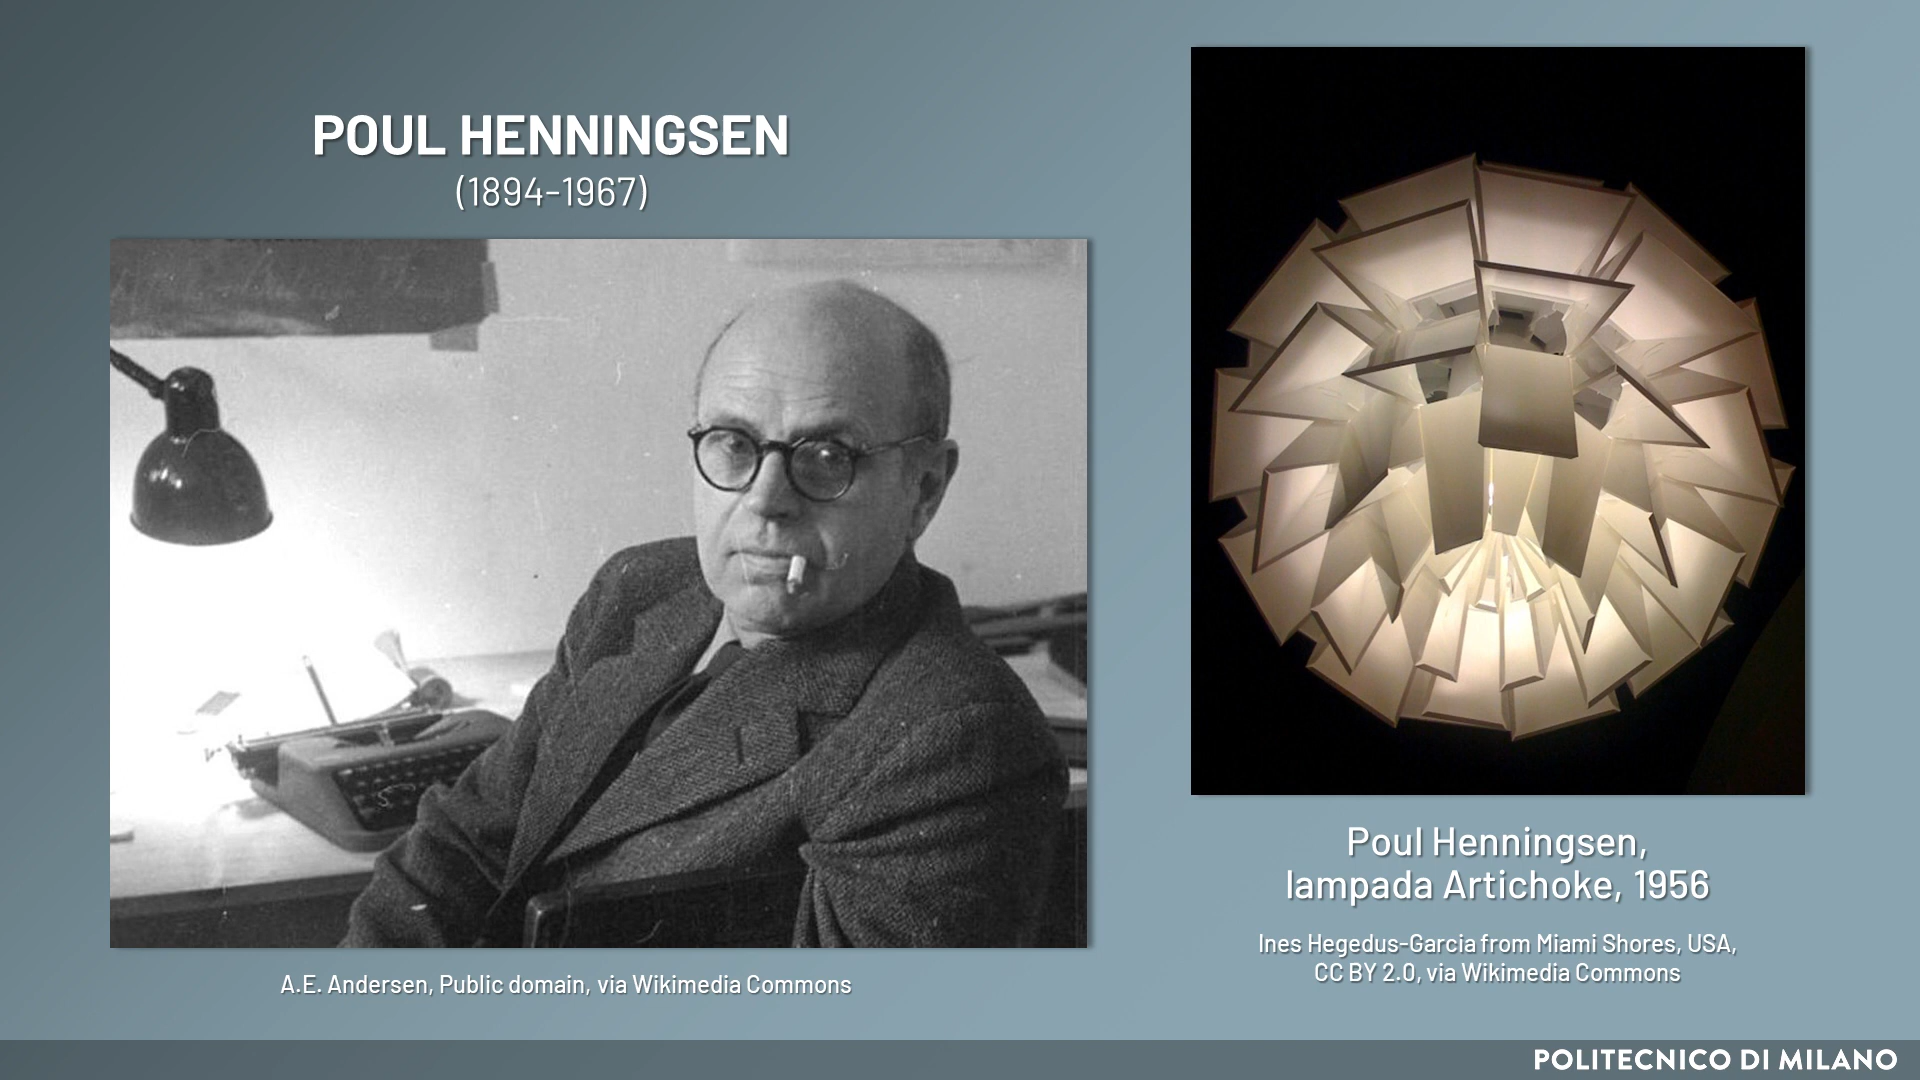 POUL HENNINGSEN
(1894-1967)
A.E. Andersen, Public domain, via Wikimedia Commons
Poul Henningsen,
lampada Artichoke, 1956
Ines Hegedus-Garcia from Miami Shores, USA,
CC BY 2.0, via Wikimedia Commons
POLITECNICO DI MILANO